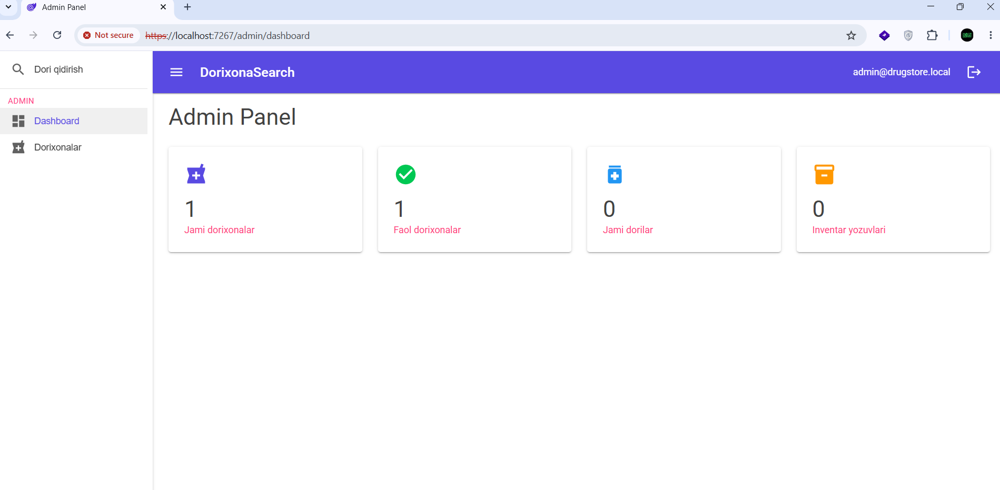 Admin Panel
Not secure
https://localhost:7267/admin/dashboard
Dori qidirish
ADMIN
Dashboard
Dorixonalar
DorixonaSearch
admin@drugstore.local
Admin Panel
1
Jami dorixonalar
1
Faol dorixonalar
0
Jami dorilar
0
Inventar yozuvlari